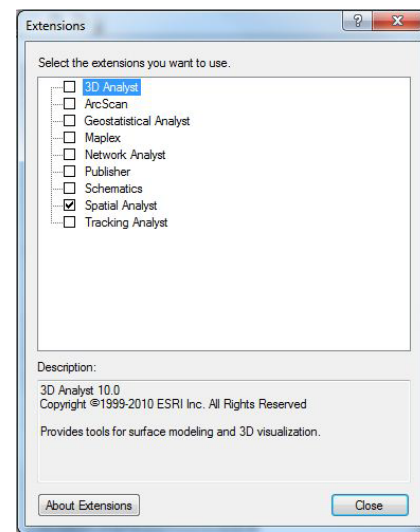 Extensions
Select the extensions you want to use.
3D Analyst
ArcScan
Geostatistical Analyst
Maplex
Network Analyst
Publisher
Schematics
Spatial Analyst
Tracking Analyst
Description:
3D Analyst 10.0
Copyright ©1999-2010 ESRI Inc. All Rights Reserved
Provides tools for surface modeling and 3D visualization.
About Extensions
Close